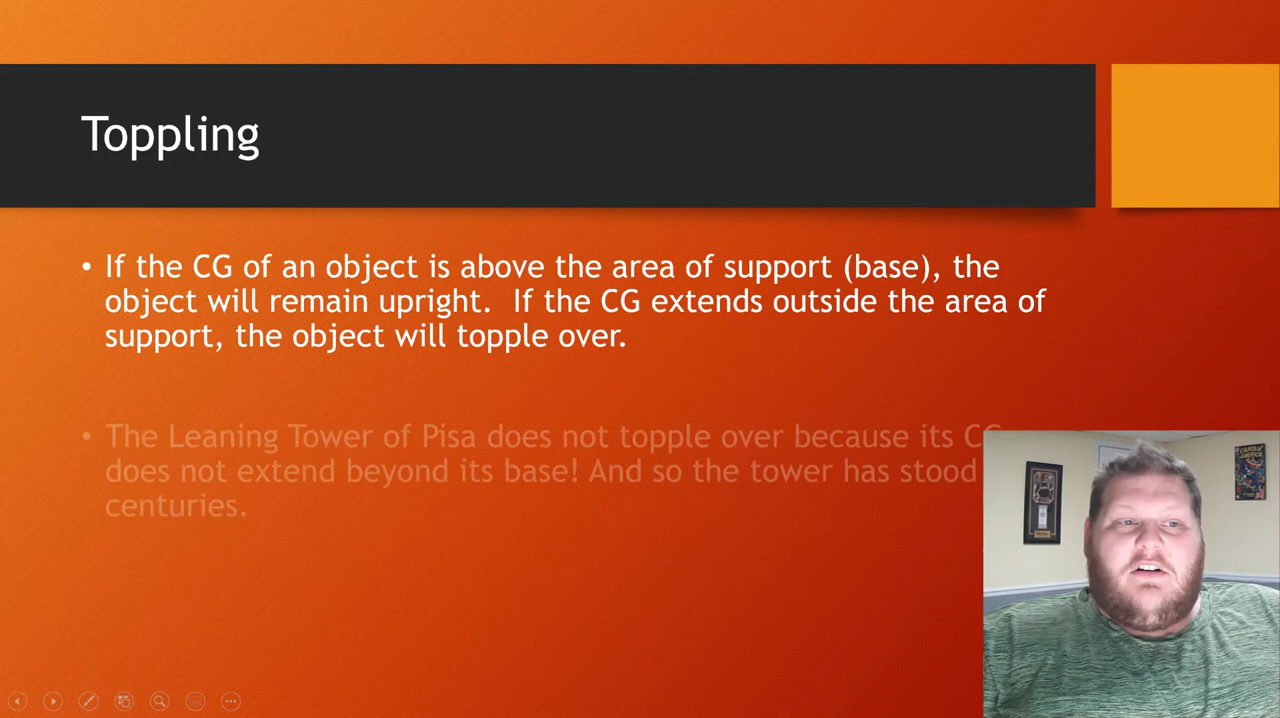 Toppling
• If the CG of an object is above the area of support (base), the
object will remain upright.  If the CG extends outside the area of
support, the object will topple over.
• The Leaning Tower of Pisa does not topple over because its CG
does not extend beyond its base! And so the tower has stood
centuries.
CAPTAIN AMERICA